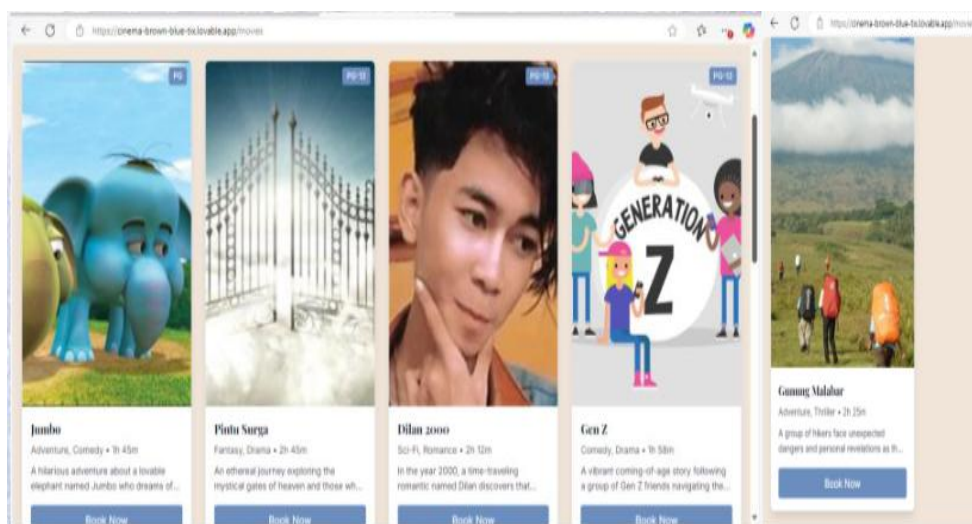 https://cinema-brown-blue-tix.lovable.app/movies
PG
PG-13
PG-13
PG-13
GENERATION
Z
Jumbo
Adventure, Comedy • 1h 45m
A hilarious adventure about a lovable
elephant named Jumbo who dreams of...
Book Now
Pintu Surga
Fantasy, Drama • 2h 45m
An ethereal journey exploring the
mystical gates of heaven and those wh...
Book Now
Dilan 2000
Sci-Fi, Romance • 2h 12m
In the year 2000, a time-traveling
romantic named Dilan discovers that...
Book Now
Gen Z
Comedy, Drama • 1h 58m
A vibrant coming-of-age story following
a group of Gen Z friends navigating the...
Book Now
https://cinema-brown-blue-tix.lovable.app/movies
Gunung Malabar
Adventure, Thriller • 2h 25m
A group of hikers face unexpected
dangers and personal revelations as th...
Book Now